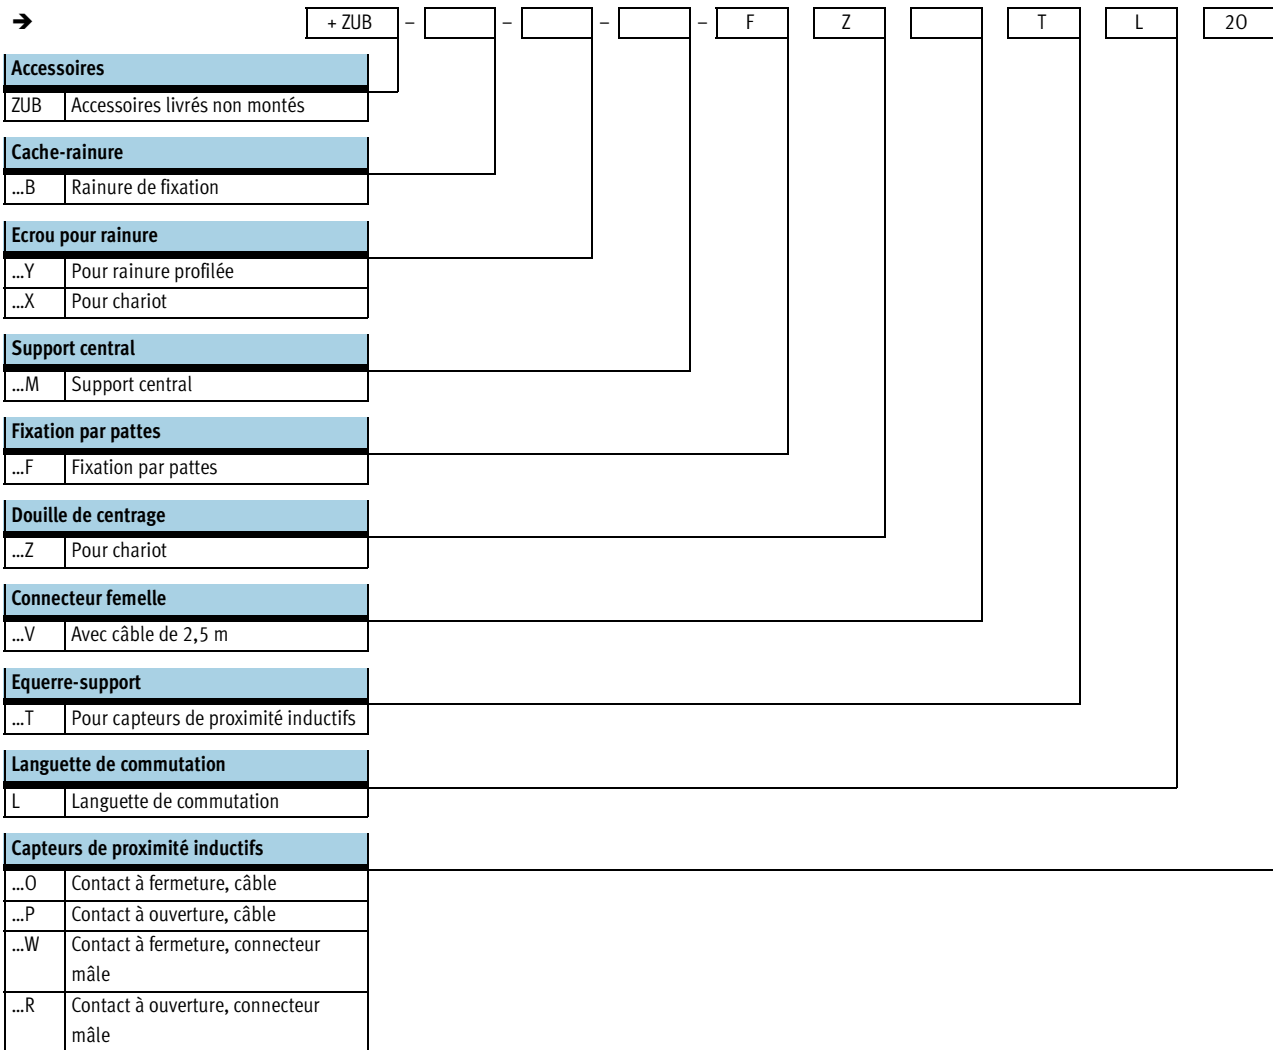 ➔ + ZUB – – – – F Z T L 20
Accessoires
ZUB Accessoires livrés non montés
Cache-rainure
...B Rainure de fixation
Ecrou pour rainure
...Y Pour rainure profilée
...X Pour chariot
Support central
...M Support central
Fixation par pattes
...F Fixation par pattes
Douille de centrage
...Z Pour chariot
Connecteur femelle
...V Avec câble de 2,5 m
Equerre-support
...T Pour capteurs de proximité inductifs
Languette de commutation
L Languette de commutation
Capteurs de proximité inductifs
...O Contact à fermeture, câble
...P Contact à ouverture, câble
...W Contact à fermeture, connecteur
mâle
...R Contact à ouverture, connecteur
mâle